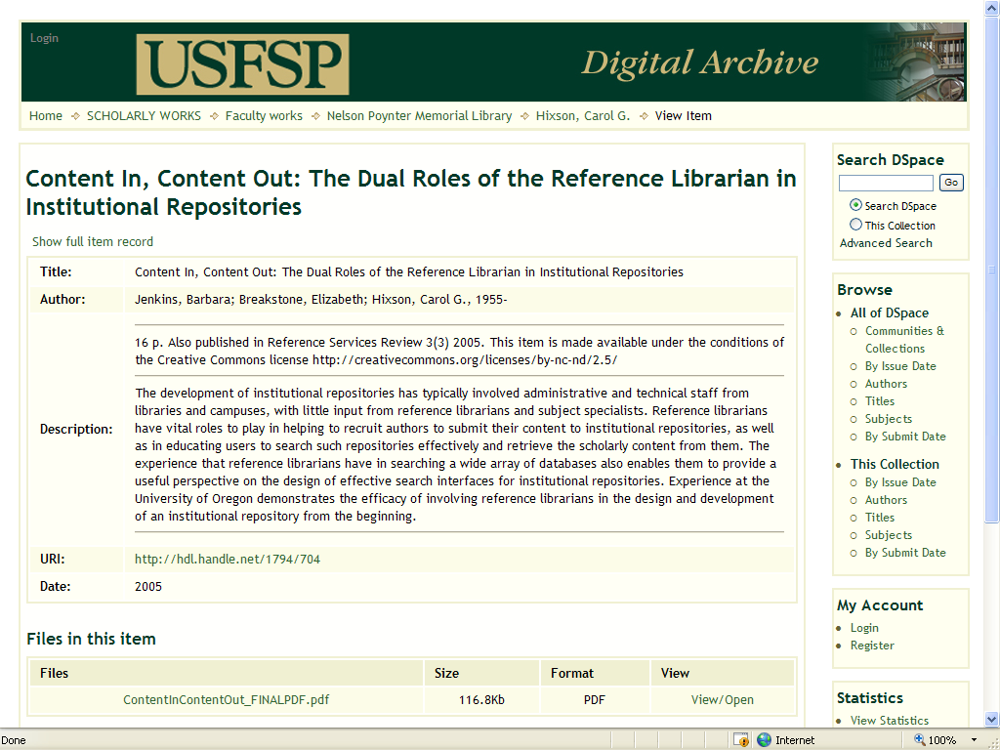 Login
USFSP
Digital Archive
Home SCHOLARLY WORKS Faculty works Nelson Poynter Memorial Library Hixson, Carol G. View Item
Content In, Content Out: The Dual Roles of the Reference Librarian in
Institutional Repositories
Show full item record
Title: Content In, Content Out: The Dual Roles of the Reference Librarian in Institutional Repositories
Author: Jenkins, Barbara; Breakstone, Elizabeth; Hixson, Carol G., 1955-
16 p. Also published in Reference Services Review 3(3) 2005. This item is made available under the conditions of
the Creative Commons license http://creativecommons.org/licenses/by-nc-nd/2.5/
Description:
The development of institutional repositories has typically involved administrative and technical staff from
libraries and campuses, with little input from reference librarians and subject specialists. Reference librarians
have vital roles to play in helping to recruit authors to submit their content to institutional repositories, as well
as in educating users to search such repositories effectively and retrieve the scholarly content from them. The
experience that reference librarians have in searching a wide array of databases also enables them to provide a
useful perspective on the design of effective search interfaces for institutional repositories. Experience at the
University of Oregon demonstrates the efficacy of involving reference librarians in the design and development
of an institutional repository from the beginning.
URI: http://hdl.handle.net/1794/704
Date: 2005
Files in this item
Files Size Format View
ContentInContentOut_FINALPDF.pdf 116.8Kb PDF View/Open
Search DSpace
Go
Search DSpace
This Collection
Advanced Search
Browse
All of DSpace
Communities &
Collections
By Issue Date
Authors
Titles
Subjects
By Submit Date
This Collection
By Issue Date
Authors
Titles
Subjects
By Submit Date
My Account
Login
Register
Statistics
View Statistics
Done Internet 100%